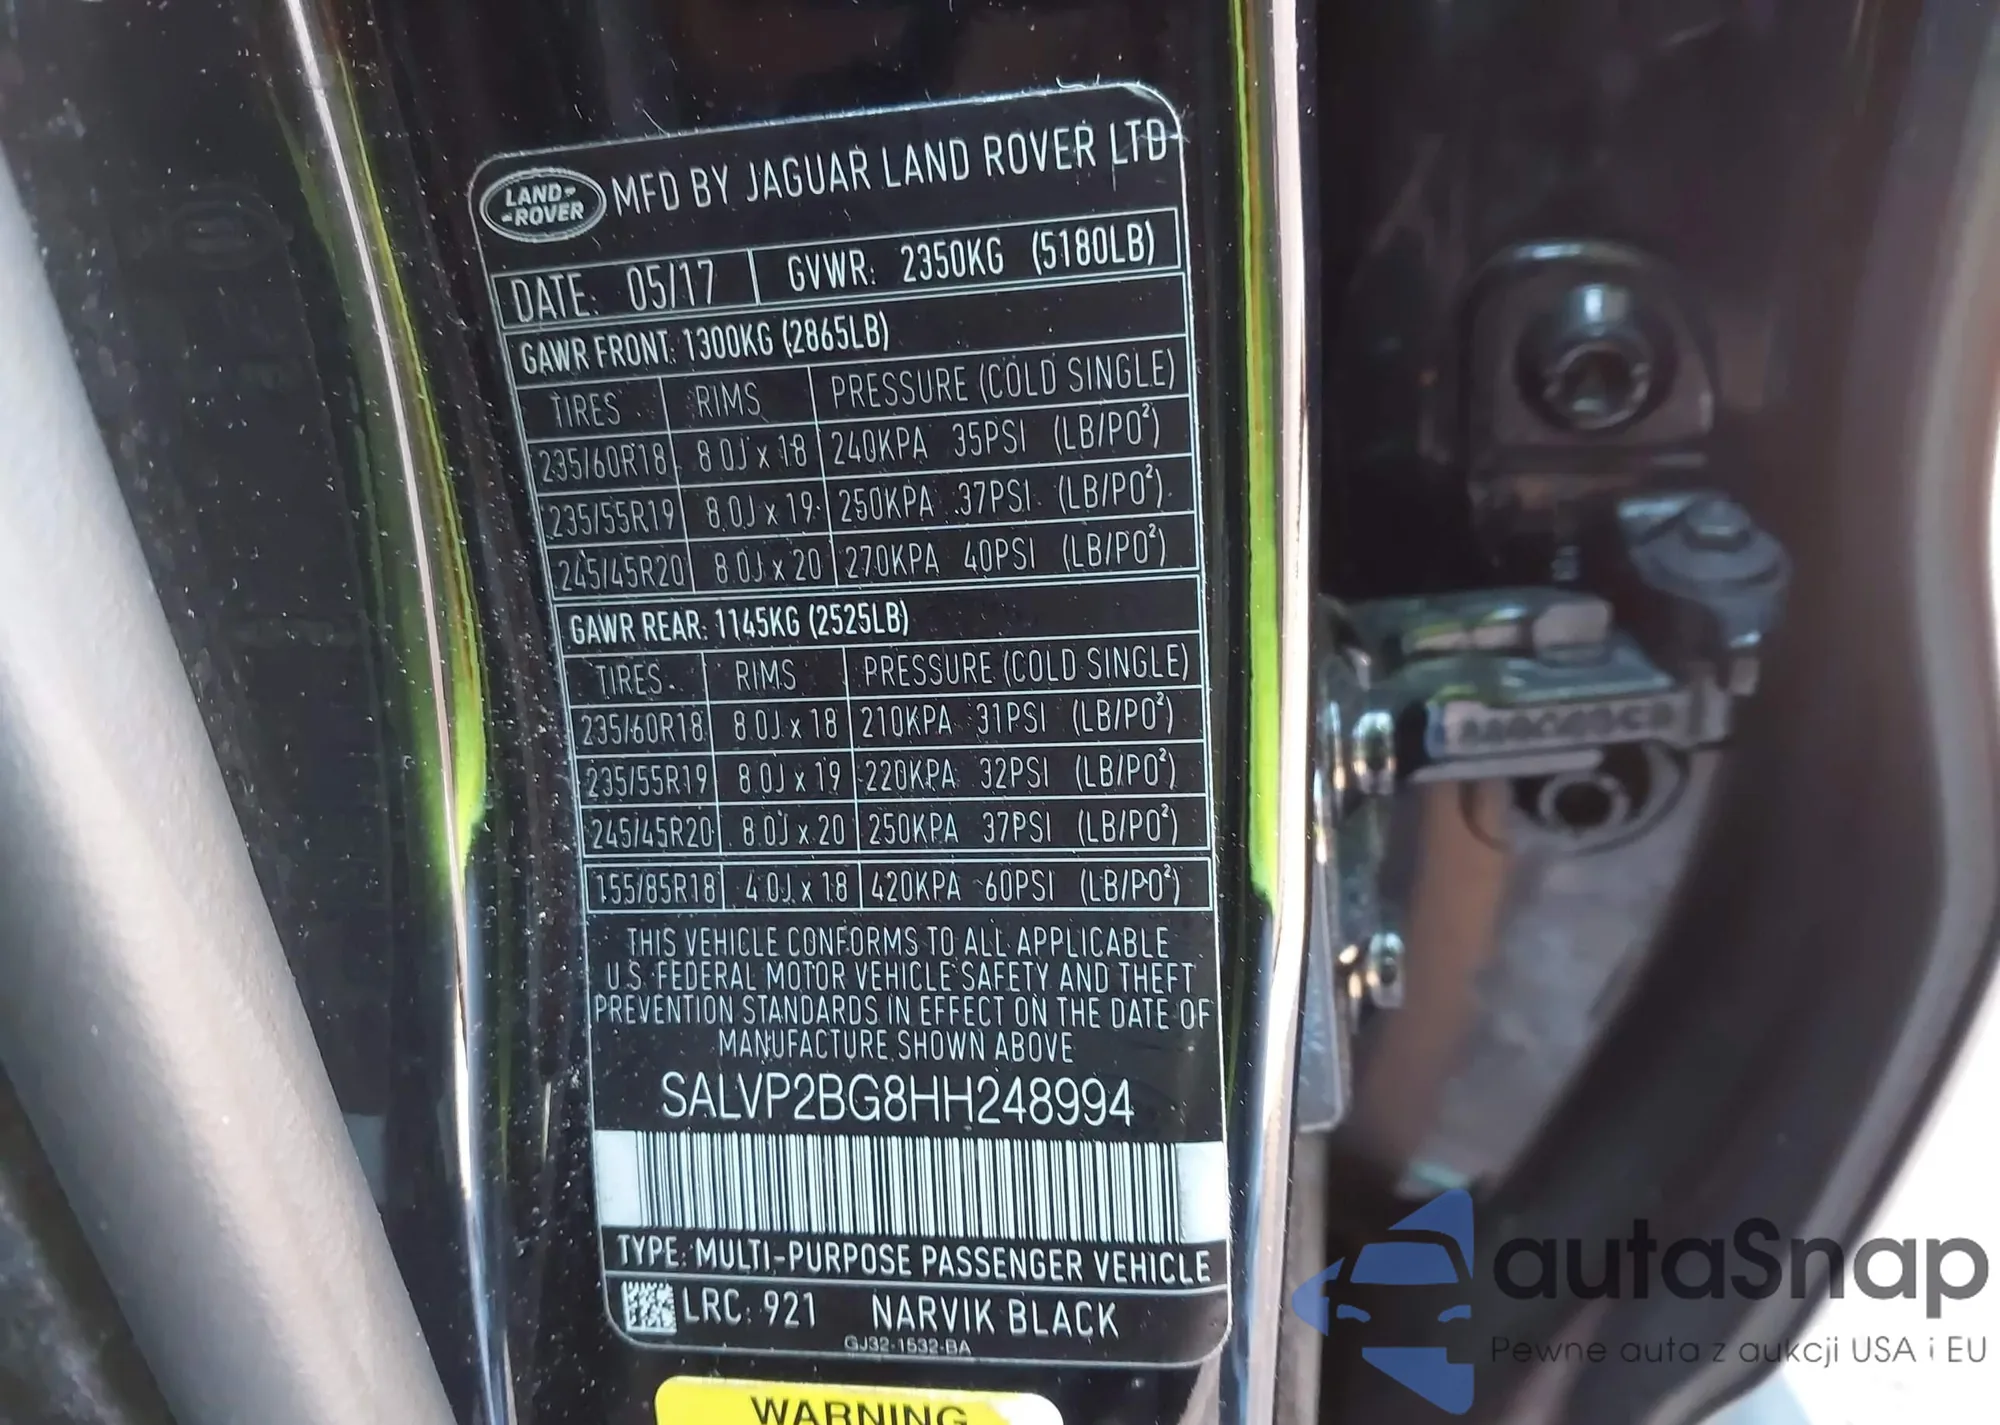 LAND-
-ROVER
MFD BY JAGUAR LAND ROVER LTD
DATE: 05/17 GVWR: 2350KG (5180LB)
GAWR FRONT: 1300KG (2865LB)
TIRES RIMS PRESSURE (COLD SINGLE)
235/60R18 8.0J x 18 240KPA 35PSI (LB/PO²)
235/55R19 8.0J x 19 250KPA 37PSI (LB/PO²)
245/45R20 8.0J x 20 270KPA 40PSI (LB/PO²)
GAWR REAR: 1145KG (2525LB)
TIRES RIMS PRESSURE (COLD SINGLE)
235/60R18 8.0J x 18 210KPA 31PSI (LB/PO²)
235/55R19 8.0J x 19 220KPA 32PSI (LB/PO²)
245/45R20 8.0J x 20 250KPA 37PSI (LB/PO²)
155/85R18 4.0J x 18 420KPA 60PSI (LB/PO²)
THIS VEHICLE CONFORMS TO ALL APPLICABLE
U.S. FEDERAL MOTOR VEHICLE SAFETY AND THEFT
PREVENTION STANDARDS IN EFFECT ON THE DATE OF
MANUFACTURE SHOWN ABOVE
SALVP2BG8HH248994
TYPE: MULTI-PURPOSE PASSENGER VEHICLE
LRC: 921 NARVIK BLACK
GJ32-1532-BA
WARNING
autaSnap
Pewne auta z aukcji USA i EU